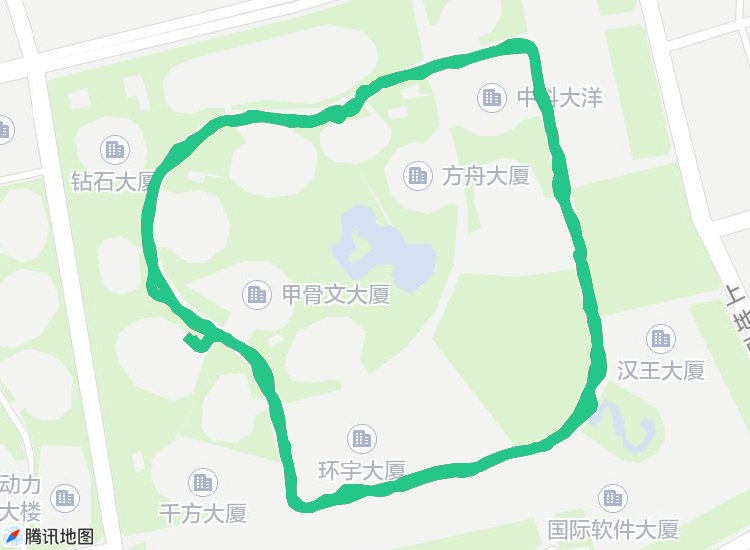 中科大洋
方舟大厦
钻石大厦
甲骨文大厦
上地
汉王大厦
环宇大厦
动力
大楼
千方大厦
国际软件大厦
腾讯地图